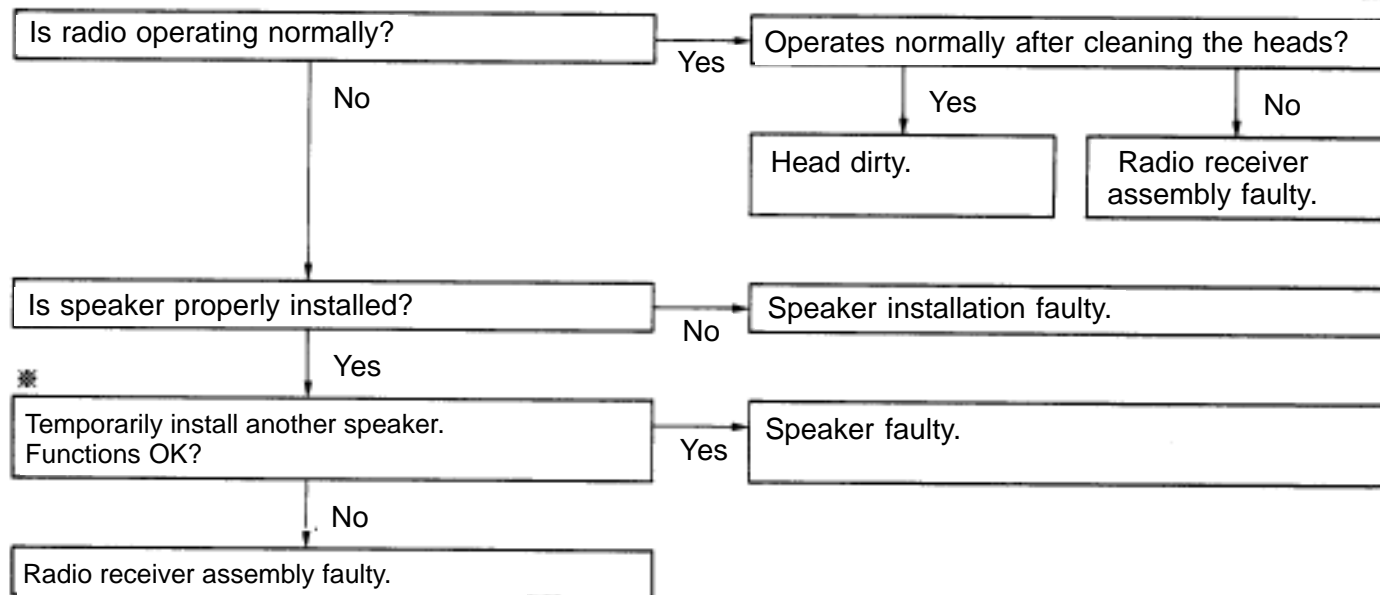 Is radio operating normally?
Yes
Operates normally after cleaning the heads?
No
Yes
No
Head dirty.
Radio receiver
assembly faulty.
Is speaker properly installed?
No
Speaker installation faulty.
Yes
※
Temporarily install another speaker.
Functions OK?
Yes
Speaker faulty.
No
Radio receiver assembly faulty.